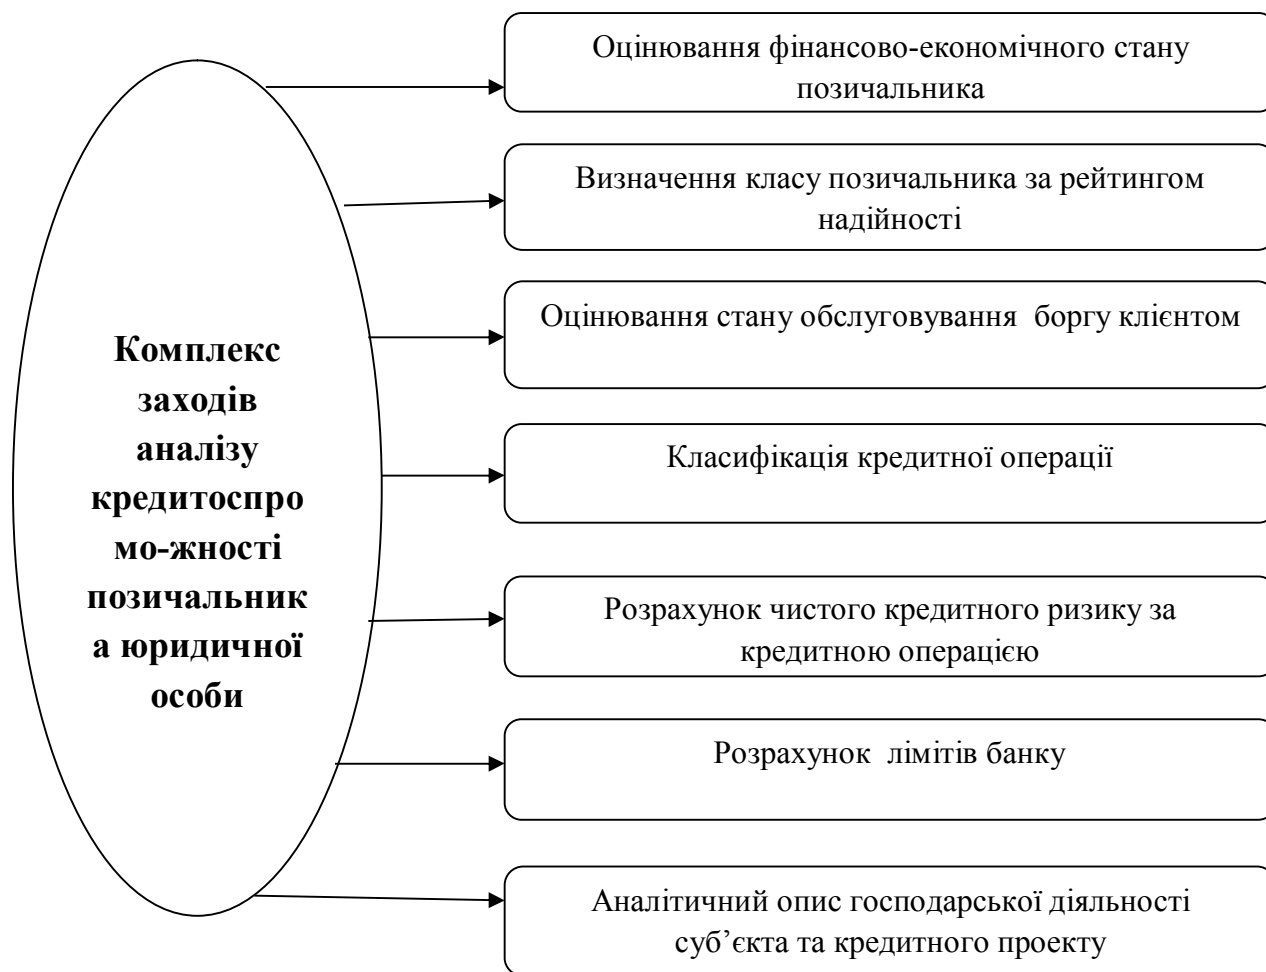 Оцінювання фінансово-економічного стану
позичальника
Визначення класу позичальника за рейтингом
надійності
Оцінювання стану обслуговування  боргу клієнтом
Комплекс
заходів
аналізу
кредитоспро
мо-жності
позичальник
а юридичної
особи
Класифікація кредитної операції
Розрахунок чистого кредитного ризику за
кредитною операцією
Розрахунок  лімітів банку
Аналітичний опис господарської діяльності
суб’єкта та кредитного проекту